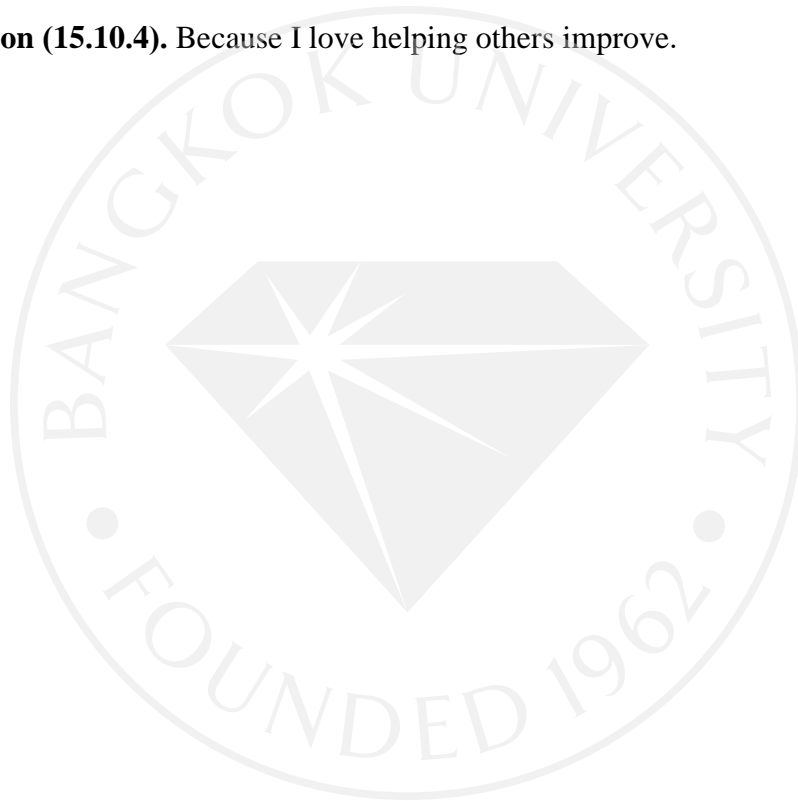 on (15.10.4). Because I love helping others improve.
BANGKOK UNIVERSITY
FOUNDED 1962